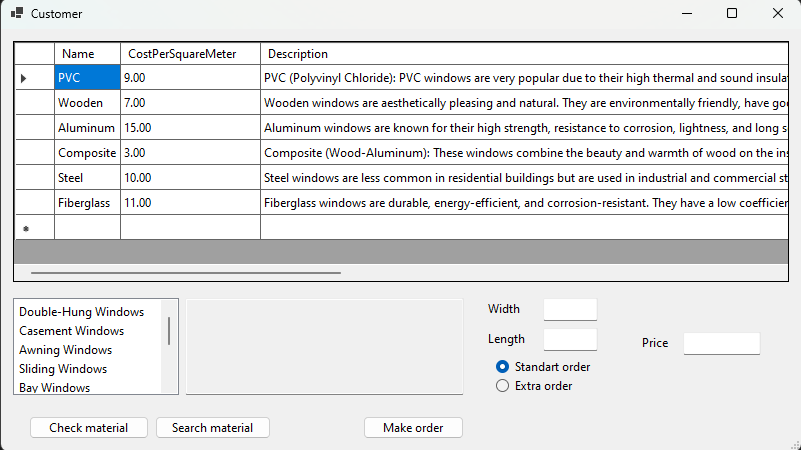 Customer
Name CostPerSquareMeter Description
PVC 9.00 PVC (Polyvinyl Chloride): PVC windows are very popular due to their high thermal and sound insulat
Wooden 7.00 Wooden windows are aesthetically pleasing and natural. They are environmentally friendly, have goo
Aluminum 15.00 Aluminum windows are known for their high strength, resistance to corrosion, lightness, and long s
Composite 3.00 Composite (Wood-Aluminum): These windows combine the beauty and warmth of wood on the ins
Steel 10.00 Steel windows are less common in residential buildings but are used in industrial and commercial st
Fiberglass 11.00 Fiberglass windows are durable, energy-efficient, and corrosion-resistant. They have a low coefficien
Double-Hung Windows
Casement Windows
Awning Windows
Sliding Windows
Bay Windows
Width
Length
Standart order
Extra order
Price
Check material
Search material
Make order